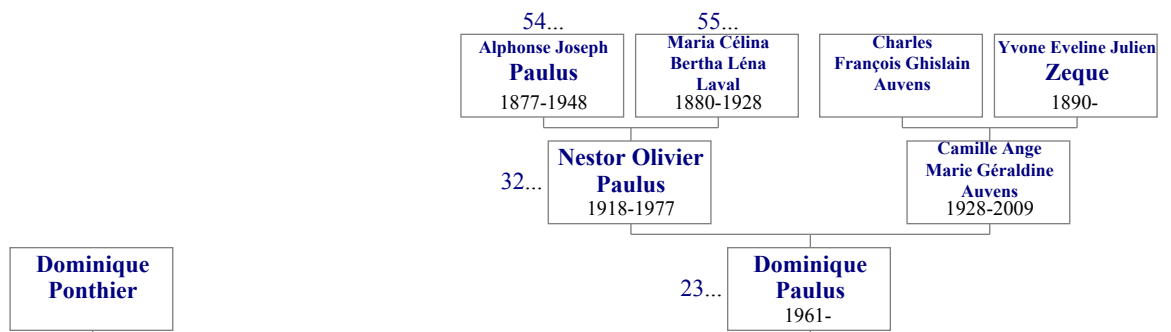 54...
55...
Alphonse Joseph
Paulus
1877-1948
Maria Célina
Bertha Léna
Laval
1880-1928
Charles
François Ghislain
Auvens
Yvone Eveline Julien
Zeque
1890-
32...
Nestor Olivier
Paulus
1918-1977
Camille Ange
Marie Géraldine
Auvens
1928-2009
Dominique
Ponthier
23...
Dominique
Paulus
1961-